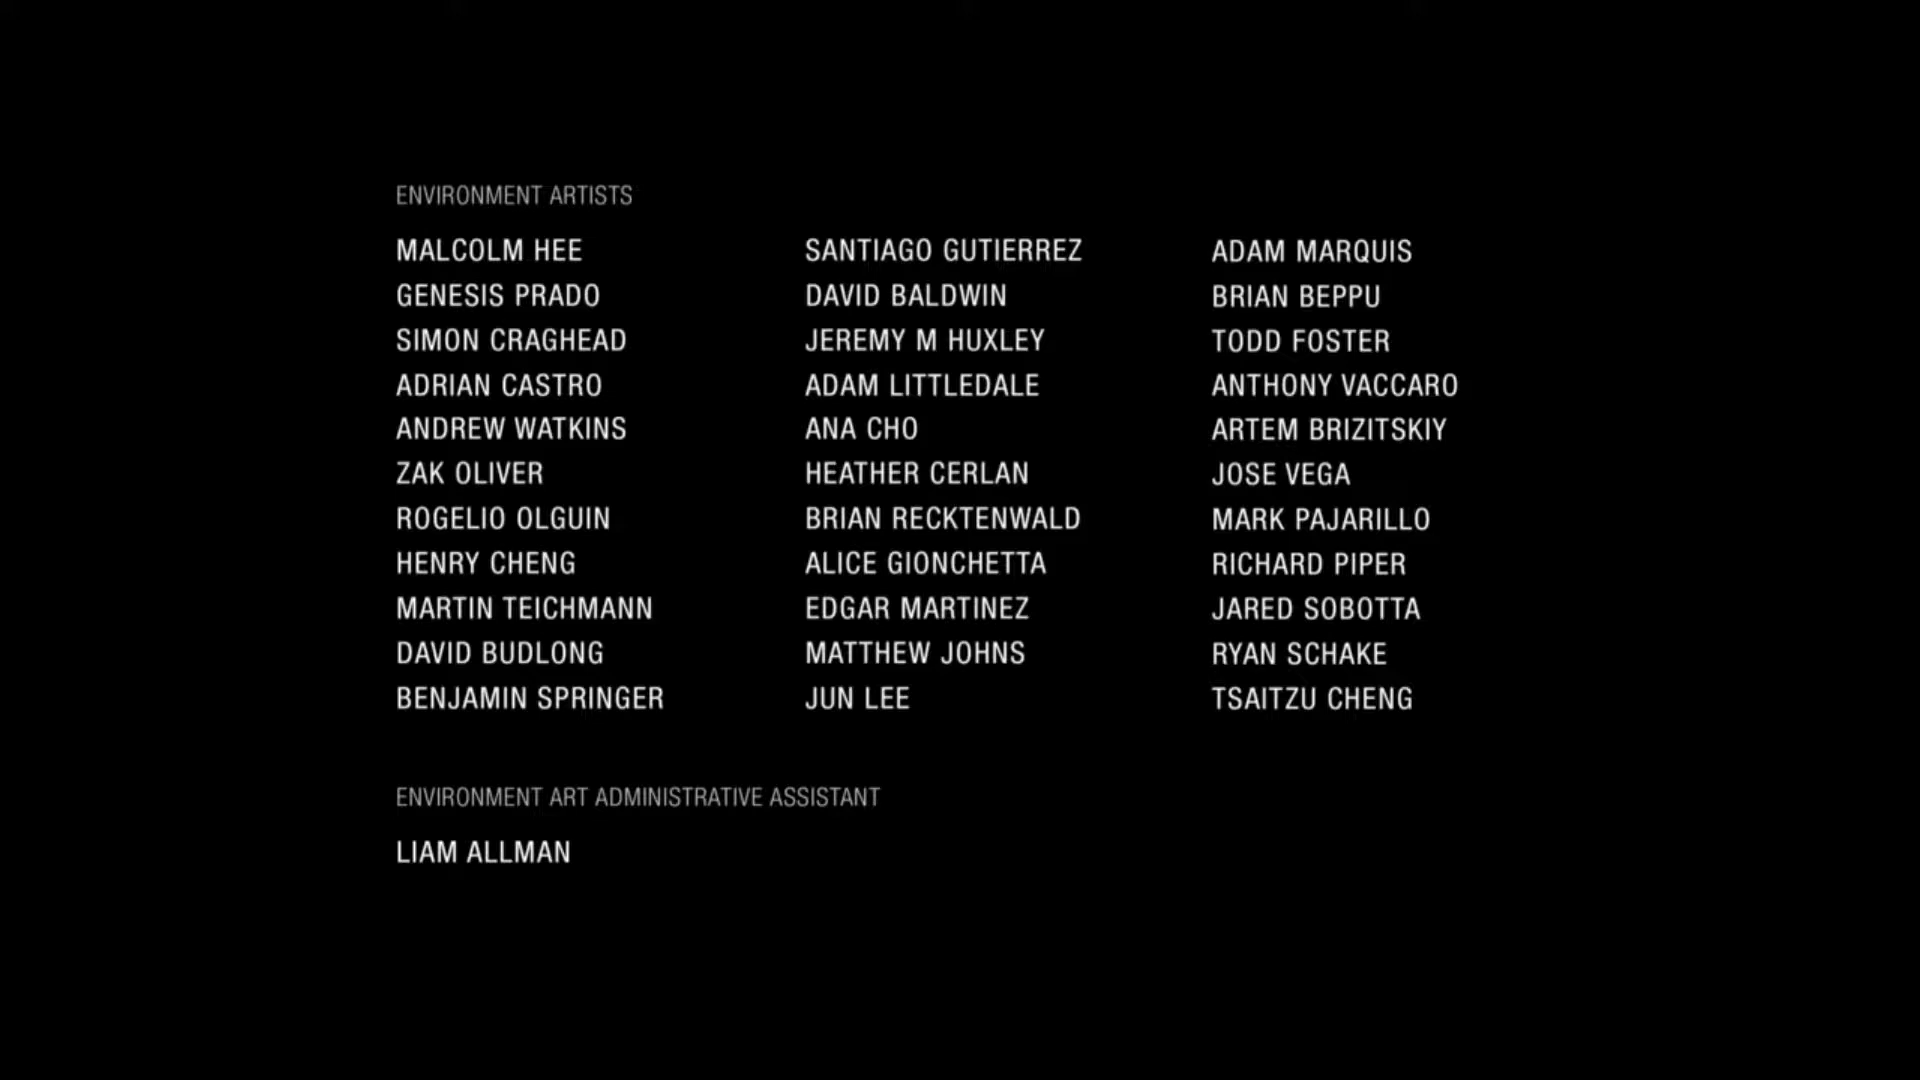 ENVIRONMENT ARTISTS
MALCOLM HEE
GENESIS PRADO
SIMON CRAGHEAD
ADRIAN CASTRO
ANDREW WATKINS
ZAK OLIVER
ROGELIO OLGUIN
HENRY CHENG
MARTIN TEICHMANN
DAVID BUDLONG
BENJAMIN SPRINGER
SANTIAGO GUTIERREZ
DAVID BALDWIN
JEREMY M HUXLEY
ADAM LITTLEDALE
ANA CHO
HEATHER CERLAN
BRIAN RECKTENWALD
ALICE GIONCHETTA
EDGAR MARTINEZ
MATTHEW JOHNS
JUN LEE
ADAM MARQUIS
BRIAN BEPPU
TODD FOSTER
ANTHONY VACCARO
ARTEM BRIZITSKIY
JOSE VEGA
MARK PAJARILLO
RICHARD PIPER
JARED SOBOTTA
RYAN SCHAKE
TSAITZU CHENG
ENVIRONMENT ART ADMINISTRATIVE ASSISTANT
LIAM ALLMAN